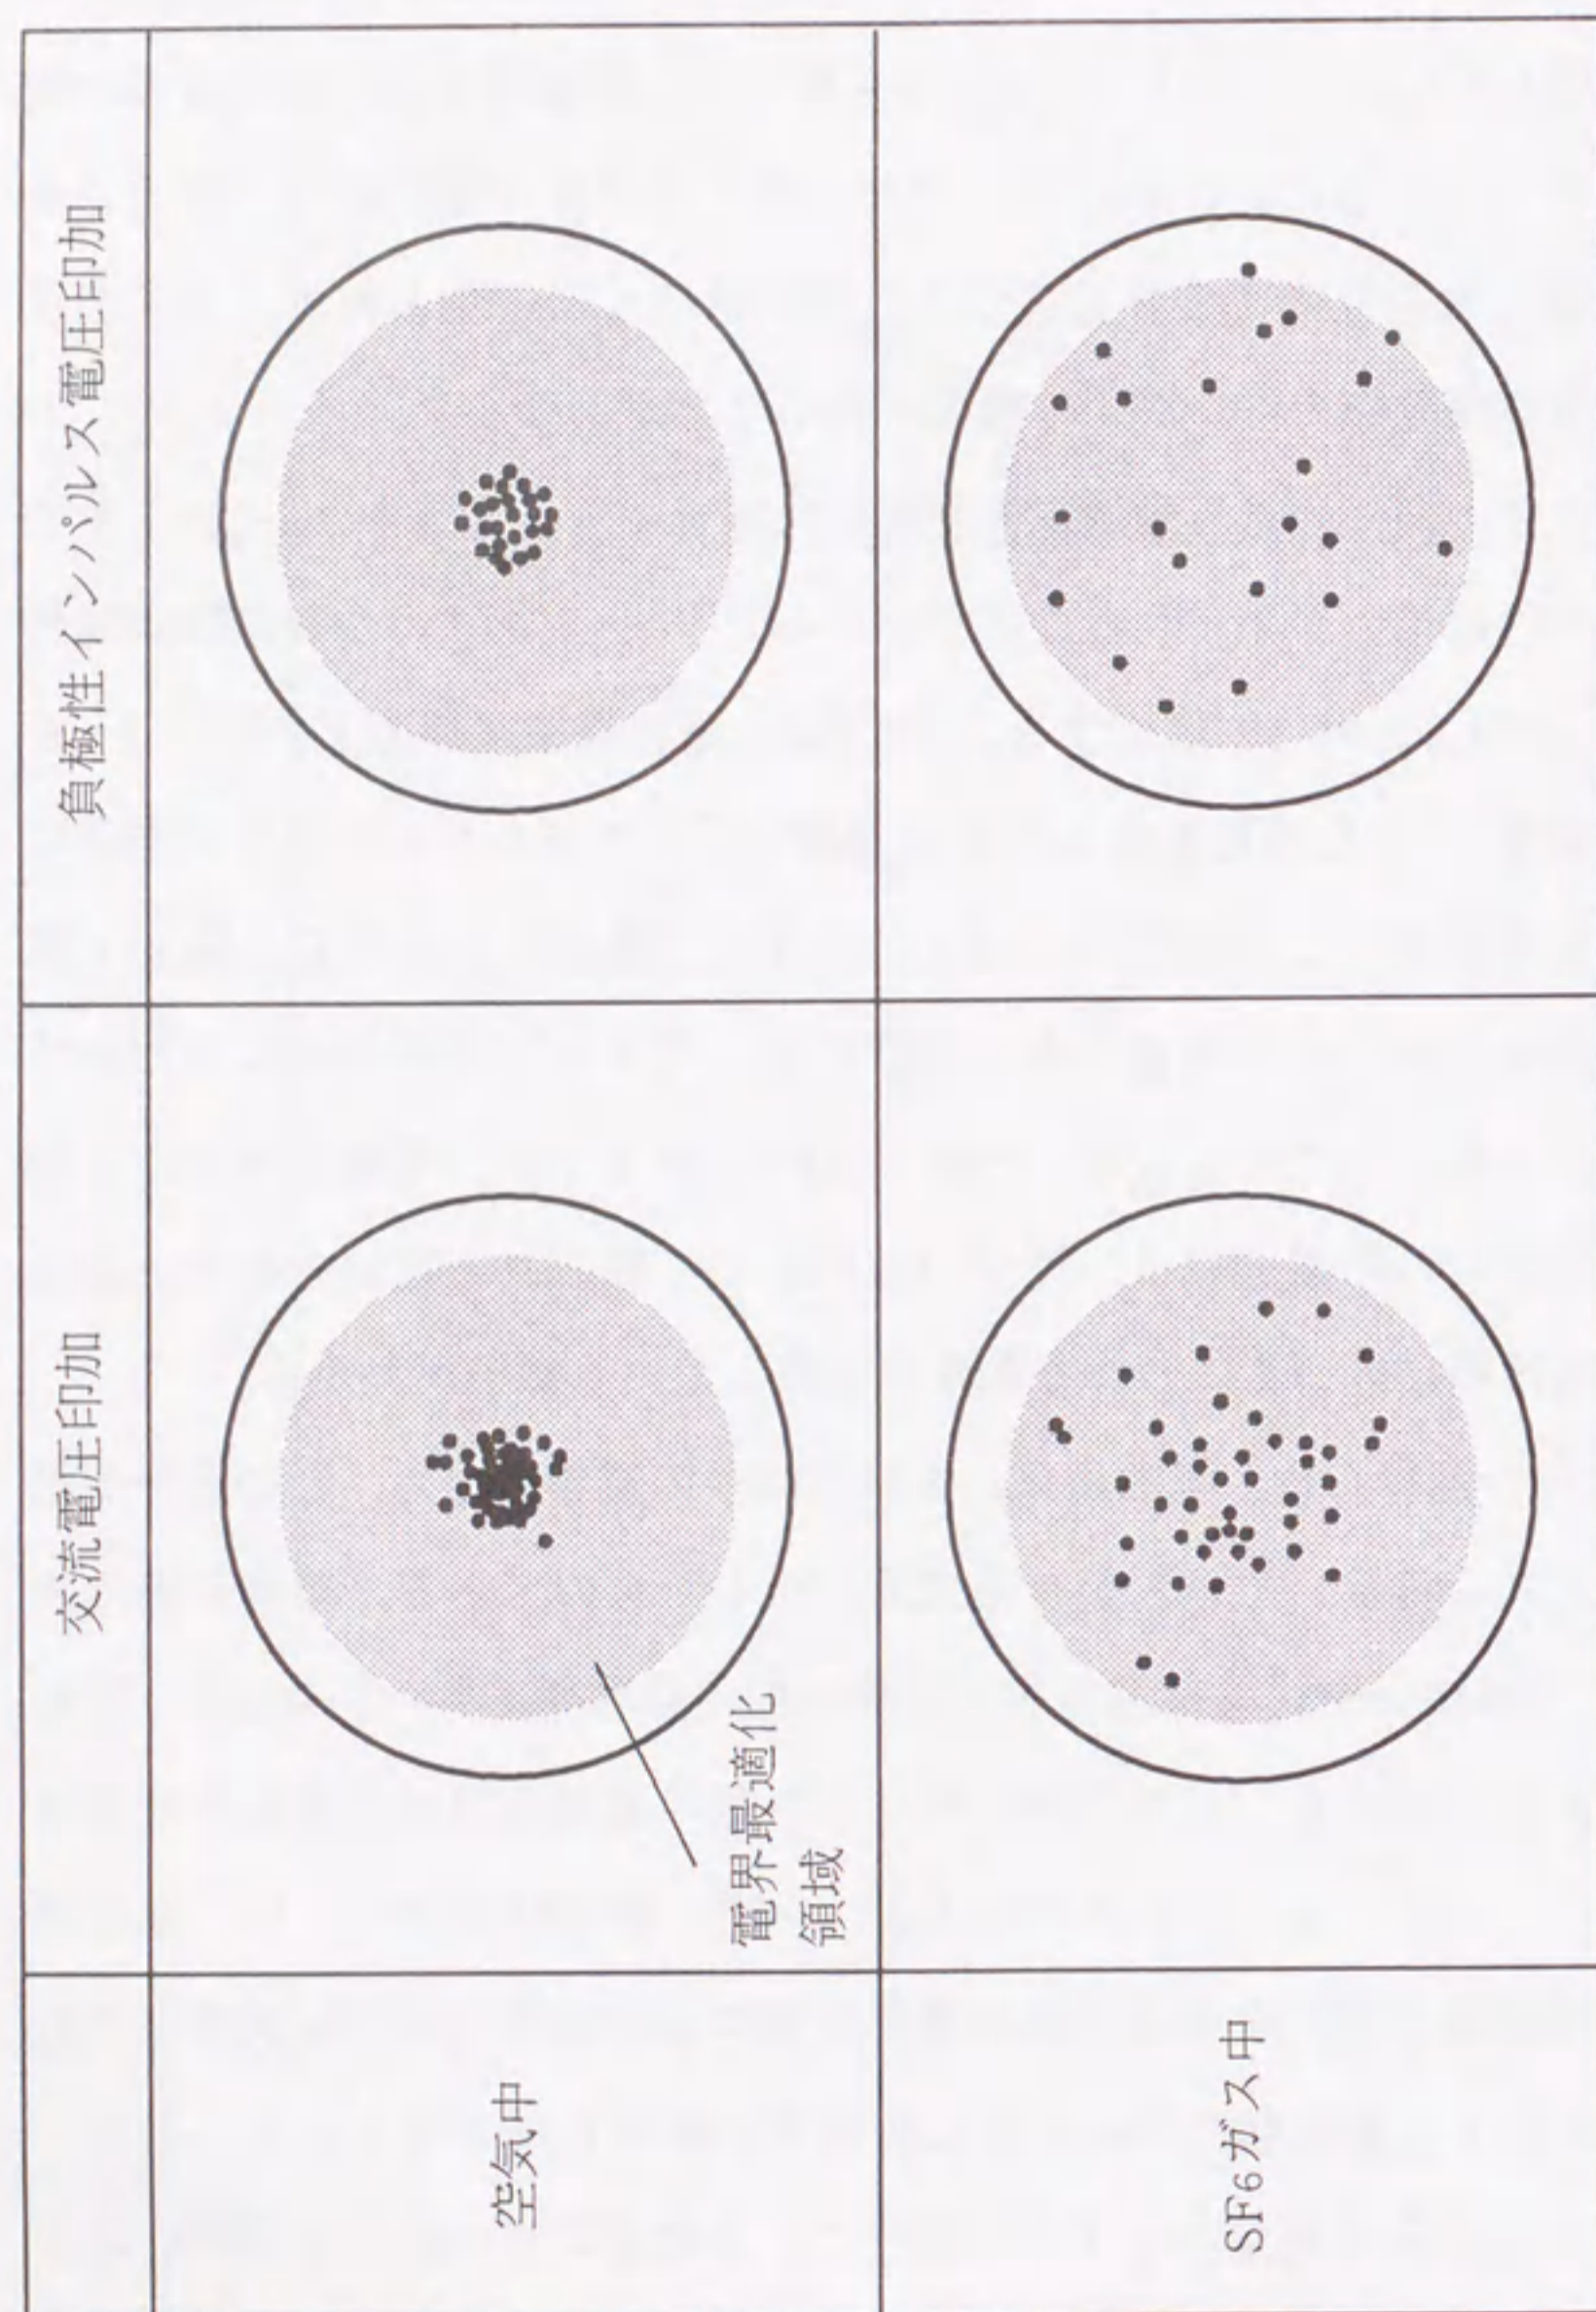 交流電圧印加
負極性インパルス電圧印加
空気中
電界最適化
領域
SF6ガス中